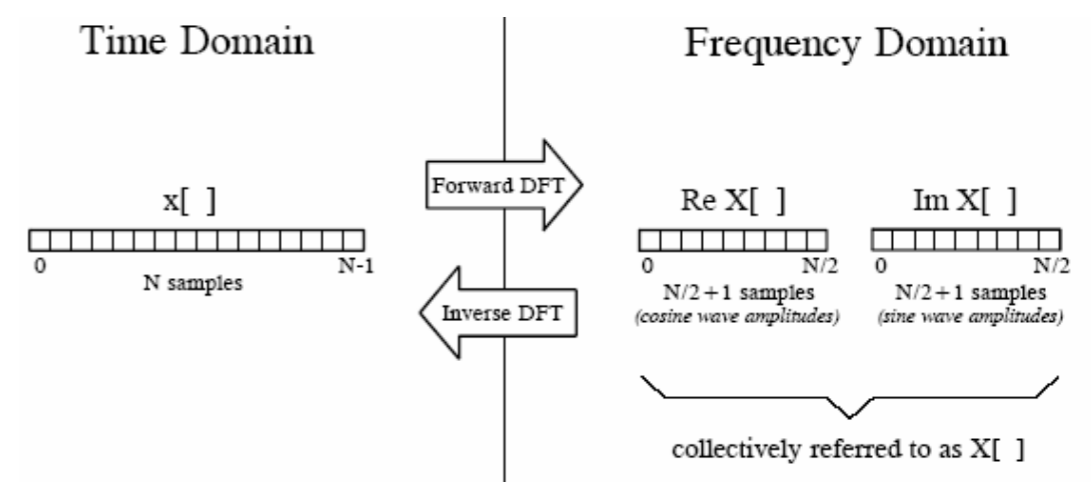 Time Domain
Frequency Domain
Forward DFT
x[ ]
0
N-1
N samples
Inverse DFT
Re X[ ]
0
N/2
N/2+1 samples
(cosine wave amplitudes)
Im X[ ]
0
N/2
N/2+1 samples
(sine wave amplitudes)
collectively referred to as X[ ]